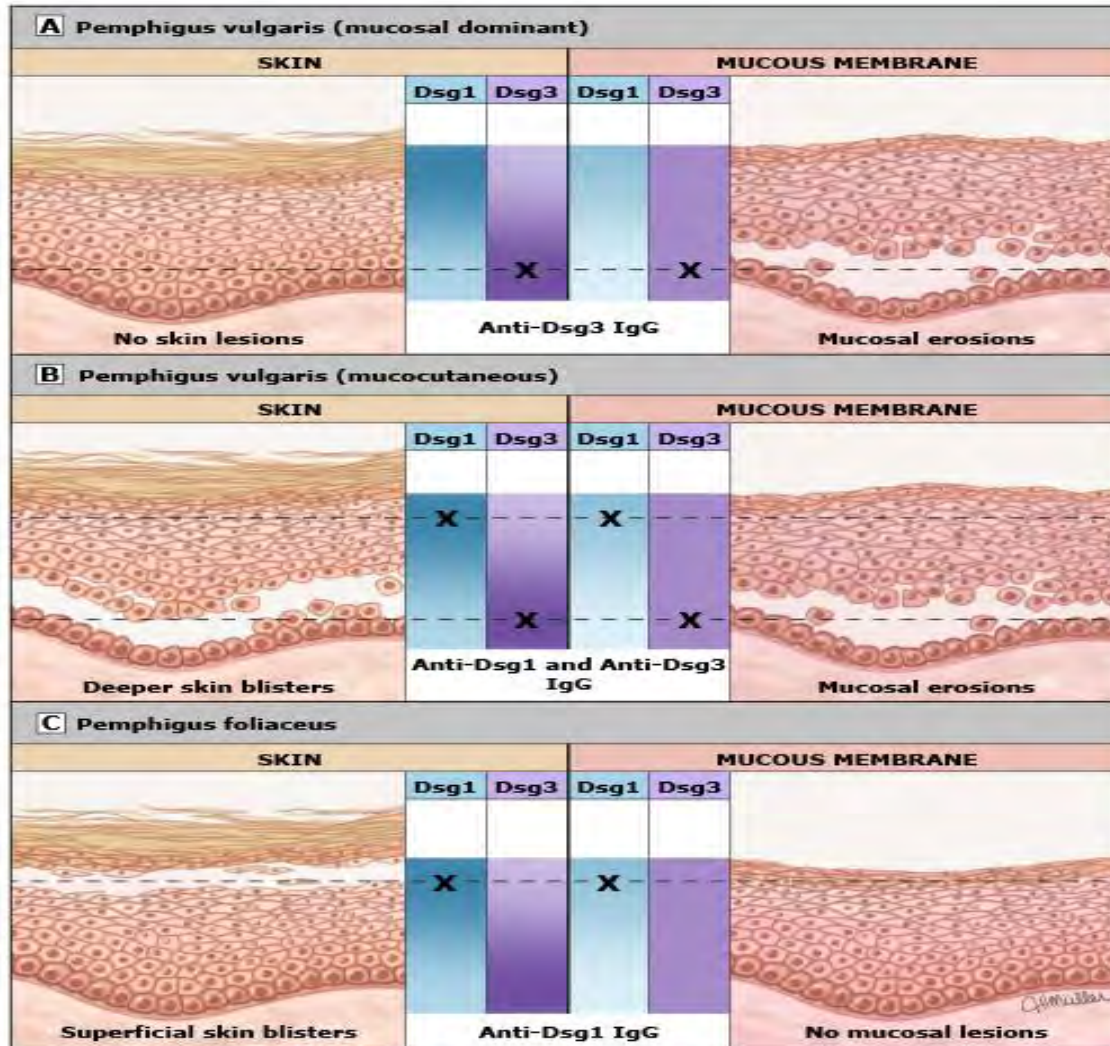 A Pemphigus vulgaris (mucosal dominant)
SKIN MUCOUS MEMBRANE
Dsg1 Dsg3 Dsg1 Dsg3
X X
Anti-Dsg3 IgG
No skin lesions Mucosal erosions
B Pemphigus vulgaris (mucocutaneous)
SKIN MUCOUS MEMBRANE
Dsg1 Dsg3 Dsg1 Dsg3
X X
X X
Anti-Dsg1 and Anti-Dsg3
IgG
Deeper skin blisters Mucosal erosions
C Pemphigus foliaceus
SKIN MUCOUS MEMBRANE
Dsg1 Dsg3 Dsg1 Dsg3
X X
Superficial skin blisters Anti-Dsg1 IgG No mucosal lesions